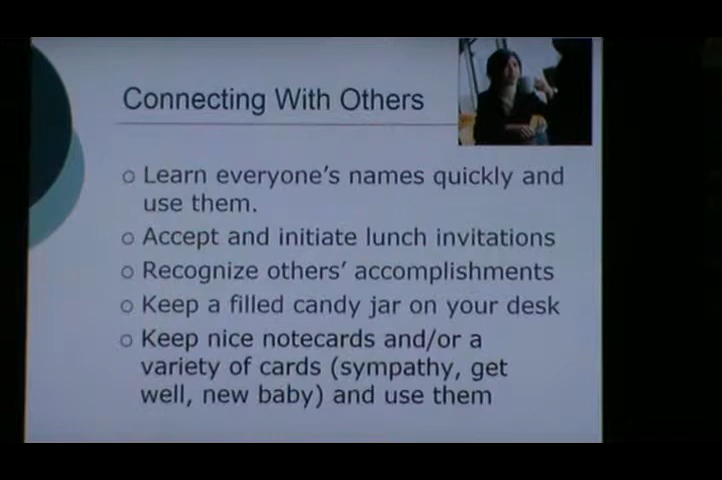 Connecting With Others
Learn everyone's names quickly and
use them.
Accept and initiate lunch invitations
Recognize others' accomplishments
Keep a filled candy jar on your desk
Keep nice notecards and/or a
variety of cards (sympathy, get
well, new baby) and use them